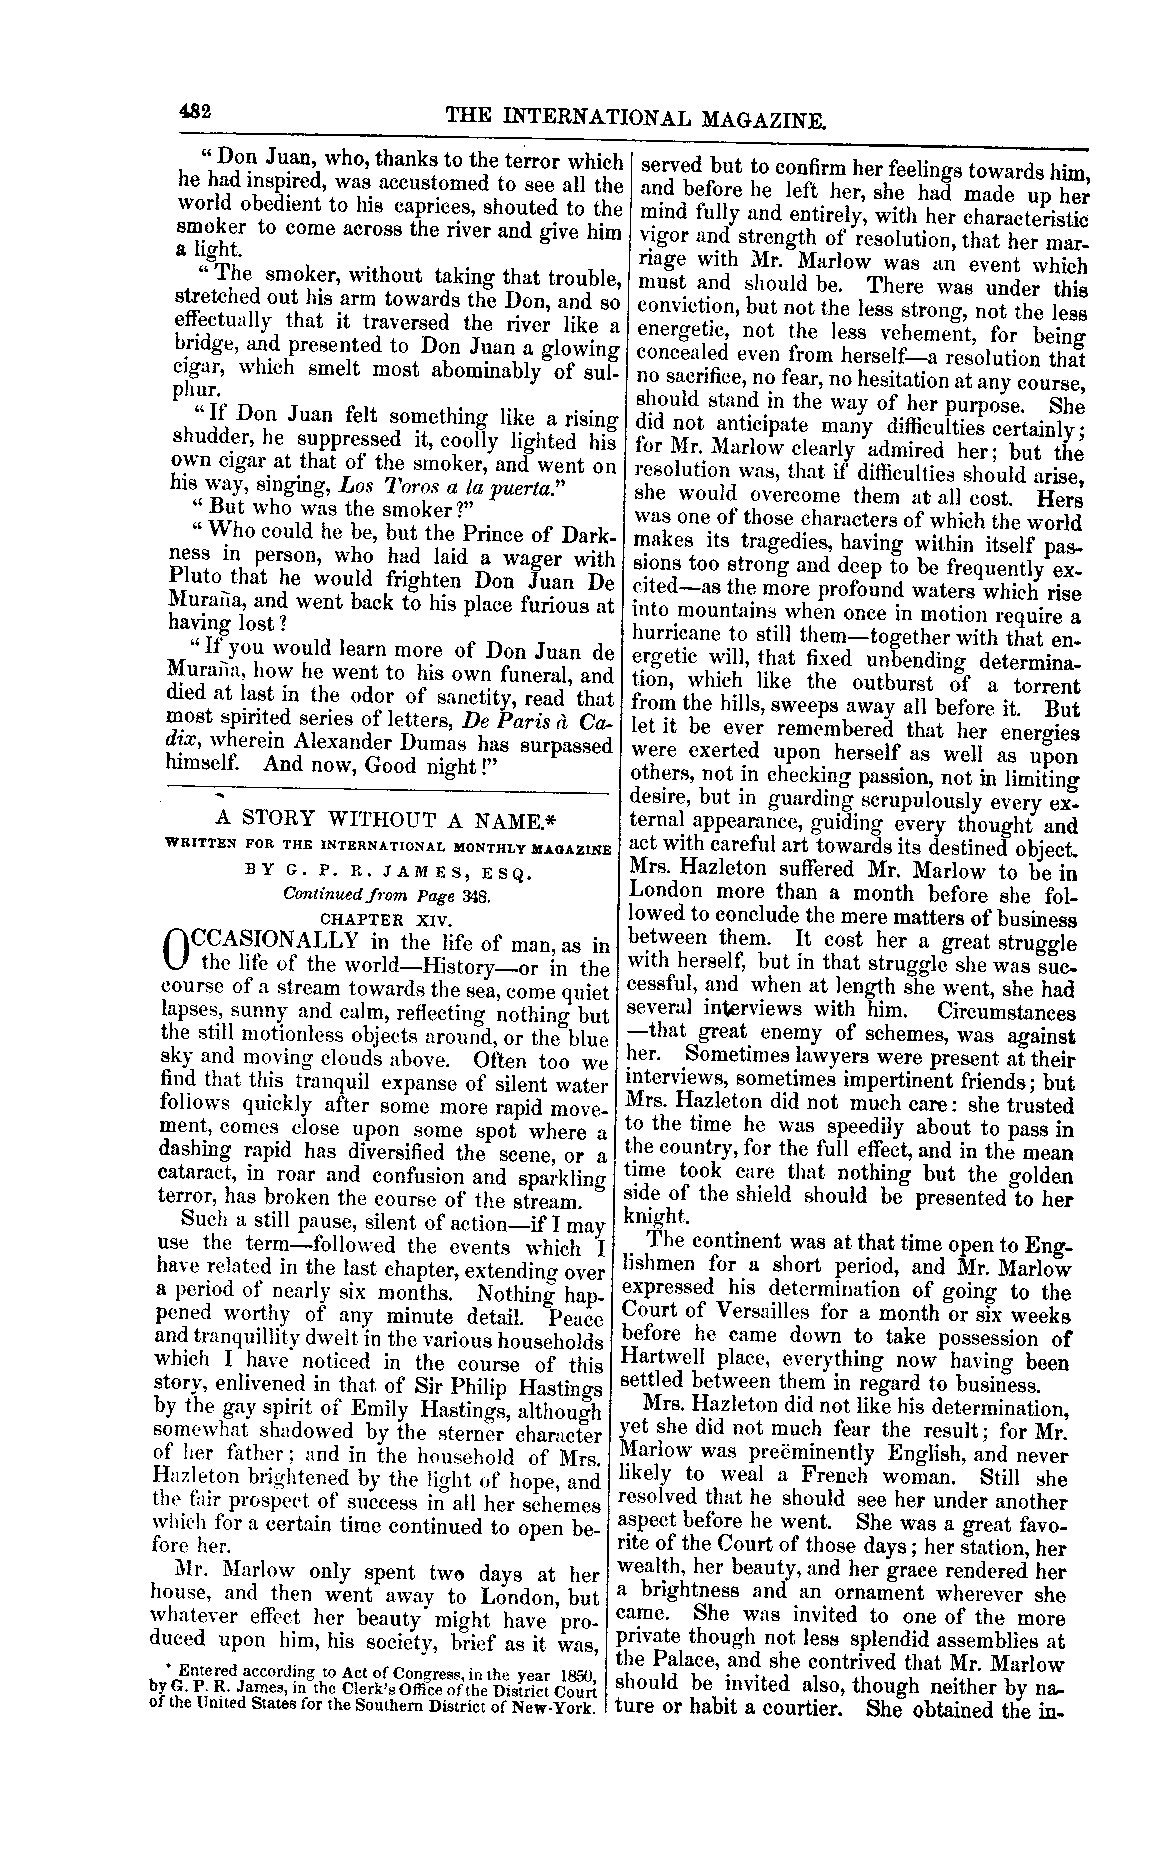 482
THE INTERNATIONAL MAGAZINE.
“Don Juan, who, thanks to the terror which
he had inspired, was accustomed to see all the
world obedient to his caprices, shouted to the
smoker to come across the river and give him
a light.
“The smoker, without taking that trouble,
stretched out his arm towards the Don, and so
effectually that it traversed the river like a
bridge, and presented to Don Juan a glowing
cigar, which smelt most abominably of sul-
phur.
“If Don Juan felt something like a rising
shudder, he suppressed it, coolly lighted his
own cigar at that of the smoker, and went on
his way, singing, Los Toros a la puerta.”
“But who was the smoker?”
“Who could he be, but the Prince of Dark-
ness in person, who had laid a wager with
Pluto that he would frighten Don Juan De
Muraña, and went back to his place furious at
having lost?
“If you would learn more of Don Juan de
Muraña, how he went to his own funeral, and
died at last in the odor of sanctity, read that
most spirited series of letters, De Paris à Ca-
dix, wherein Alexander Dumas has surpassed
himself. And now, Good night!”
A STORY WITHOUT A NAME.*
WRITTEN FOR THE INTERNATIONAL MONTHLY MAGAZINE
BY G. P. R. JAMES, ESQ.
Continued from Page 348.
CHAPTER XIV.
OCCASIONALLY in the life of man, as in
the life of the world—History—or in the
course of a stream towards the sea, come quiet
lapses, sunny and calm, reflecting nothing but
the still motionless objects around, or the blue
sky and moving clouds above. Often too we
find that this tranquil expanse of silent water
follows quickly after some more rapid move-
ment, comes close upon some spot where a
dashing rapid has diversified the scene, or a
cataract, in roar and confusion and sparkling
terror, has broken the course of the stream.
Such a still pause, silent of action—if I may
use the term—followed the events which I
have related in the last chapter, extending over
a period of nearly six months. Nothing hap-
pened worthy of any minute detail. Peace
and tranquillity dwelt in the various households
which I have noticed in the course of this
story, enlivened in that of Sir Philip Hastings
by the gay spirit of Emily Hastings, although
somewhat shadowed by the sterner character
of her father; and in the household of Mrs.
Hazleton brightened by the light of hope, and
the fair prospect of success in all her schemes
which for a certain time continued to open be-
fore her.
Mr. Marlow only spent two days at her
house, and then went away to London, but
whatever effect her beauty might have pro-
duced upon him, his society, brief as it was,
* Entered according to Act of Congress, in the year 1850,
by G. P. R. James, in the Clerk's Office of the District Court
of the United States for the Southern District of New-York.
served but to confirm her feelings towards him,
and before he left her, she had made up her
mind fully and entirely, with her characteristic
vigor and strength of resolution, that her mar-
riage with Mr. Marlow was an event which
must and should be. There was under this
conviction, but not the less strong, not the less
energetic, not the less vehement, for being
concealed even from herself—a resolution that
no sacrifice, no fear, no hesitation at any course,
should stand in the way of her purpose. She
did not anticipate many difficulties certainly;
for Mr. Marlow clearly admired her; but the
resolution was, that if difficulties should arise,
she would overcome them at all cost. Hers
was one of those characters of which the world
makes its tragedies, having within itself pas-
sions too strong and deep to be frequently ex-
cited—as the more profound waters which rise
into mountains when once in motion require a
hurricane to still them—together with that en-
ergetic will, that fixed unbending determina-
tion, which like the outburst of a torrent
from the hills, sweeps away all before it. But
let it be ever remembered that her energies
were exerted upon herself as well as upon
others, not in checking passion, not in limiting
desire, but in guarding scrupulously every ex-
ternal appearance, guiding every thought and
act with careful art towards its destined object.
Mrs. Hazleton suffered Mr. Marlow to be in
London more than a month before she fol-
lowed to conclude the mere matters of business
between them. It cost her a great struggle
with herself, but in that struggle she was suc-
cessful, and when at length she went, she had
several interviews with him. Circumstances
—that great enemy of schemes, was against
her. Sometimes lawyers were present at their
interviews, sometimes impertinent friends; but
Mrs. Hazleton did not much care: she trusted
to the time he was speedily about to pass in
the country, for the full effect, and in the mean
time took care that nothing but the golden
side of the shield should be presented to her
knight.
The continent was at that time open to Eng-
lishmen for a short period, and Mr. Marlow
expressed his determination of going to the
Court of Versailles for a month or six weeks
before he came down to take possession of
Hartwell place, everything now having been
settled between them in regard to business.
Mrs. Hazleton did not like his determination,
yet she did not much fear the result; for Mr.
Marlow was preëminently English, and never
likely to weal a French woman. Still she
resolved that he should see her under another
aspect before he went. She was a great favo-
rite of the Court of those days; her station, her
wealth, her beauty, and her grace rendered her
a brightness and an ornament wherever she
came. She was invited to one of the more
private though not less splendid assemblies at
the Palace, and she contrived that Mr. Marlow
should be invited also, though neither by na-
ture or habit a courtier. She obtained the in-